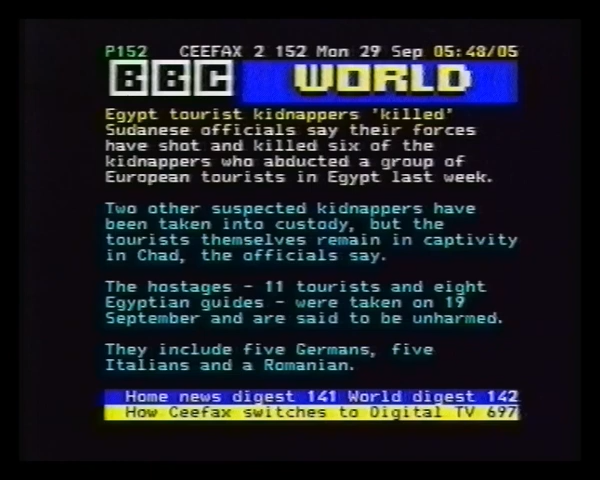 P152 CEEFAX 2 152 Mon 29 Sep 05:48/05
BBC WORLD
Egypt tourist kidnappers 'killed'
Sudanese officials say their forces
have shot and killed six of the
kidnappers who abducted a group of
European tourists in Egypt last week.
Two other suspected kidnappers have
been taken into custody, but the
tourists themselves remain in captivity
in Chad, the officials say.
The hostages - 11 tourists and eight
Egyptian guides - were taken on 19
September and are said to be unharmed.
They include five Germans, five
Italians and a Romanian.
Home news digest 141 World digest 142
How Ceefax switches to Digital TV 697